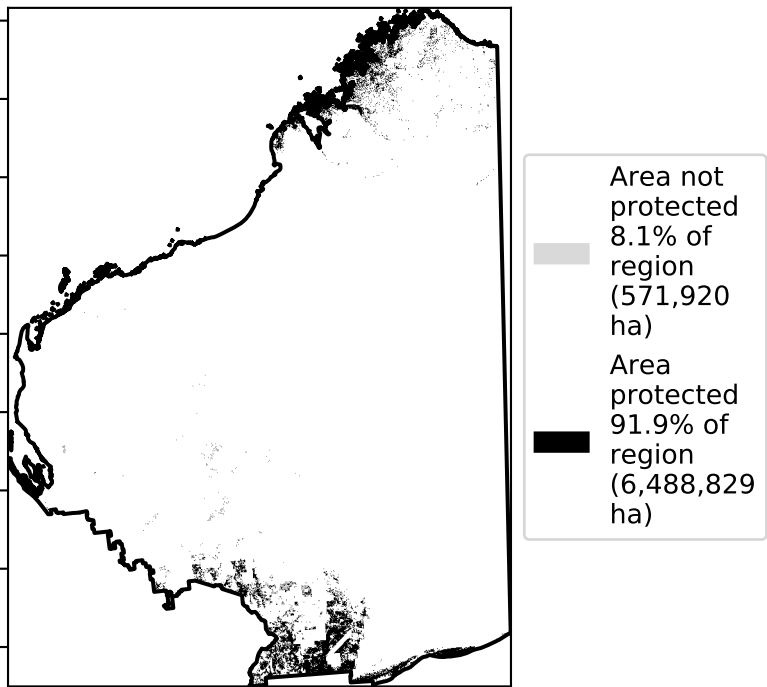 Area not
protected
8.1% of
region
(571,920
ha)
Area
protected
91.9% of
region
(6,488,829
ha)